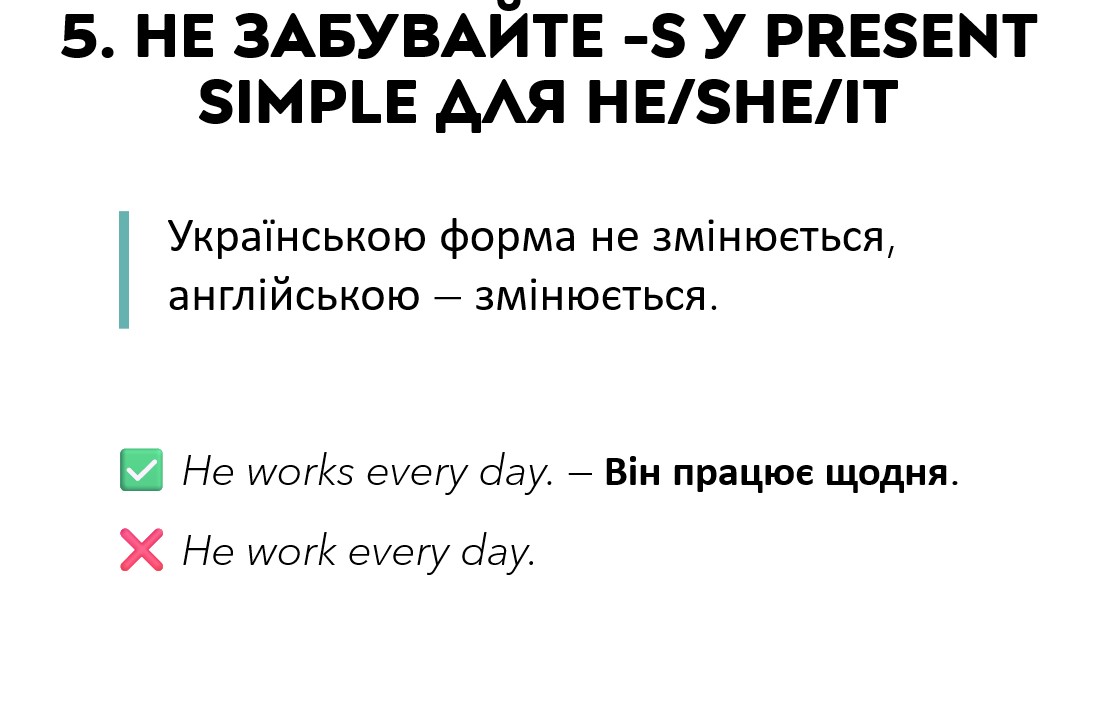 5. НЕ ЗАБУВАЙТЕ –S У PRESENT
SIMPLE ДЛЯ HE/SHE/IT
Українською форма не змінюється,
англійською — змінюється.
✅ He works every day. — Він працює щодня.
❌ He work every day.